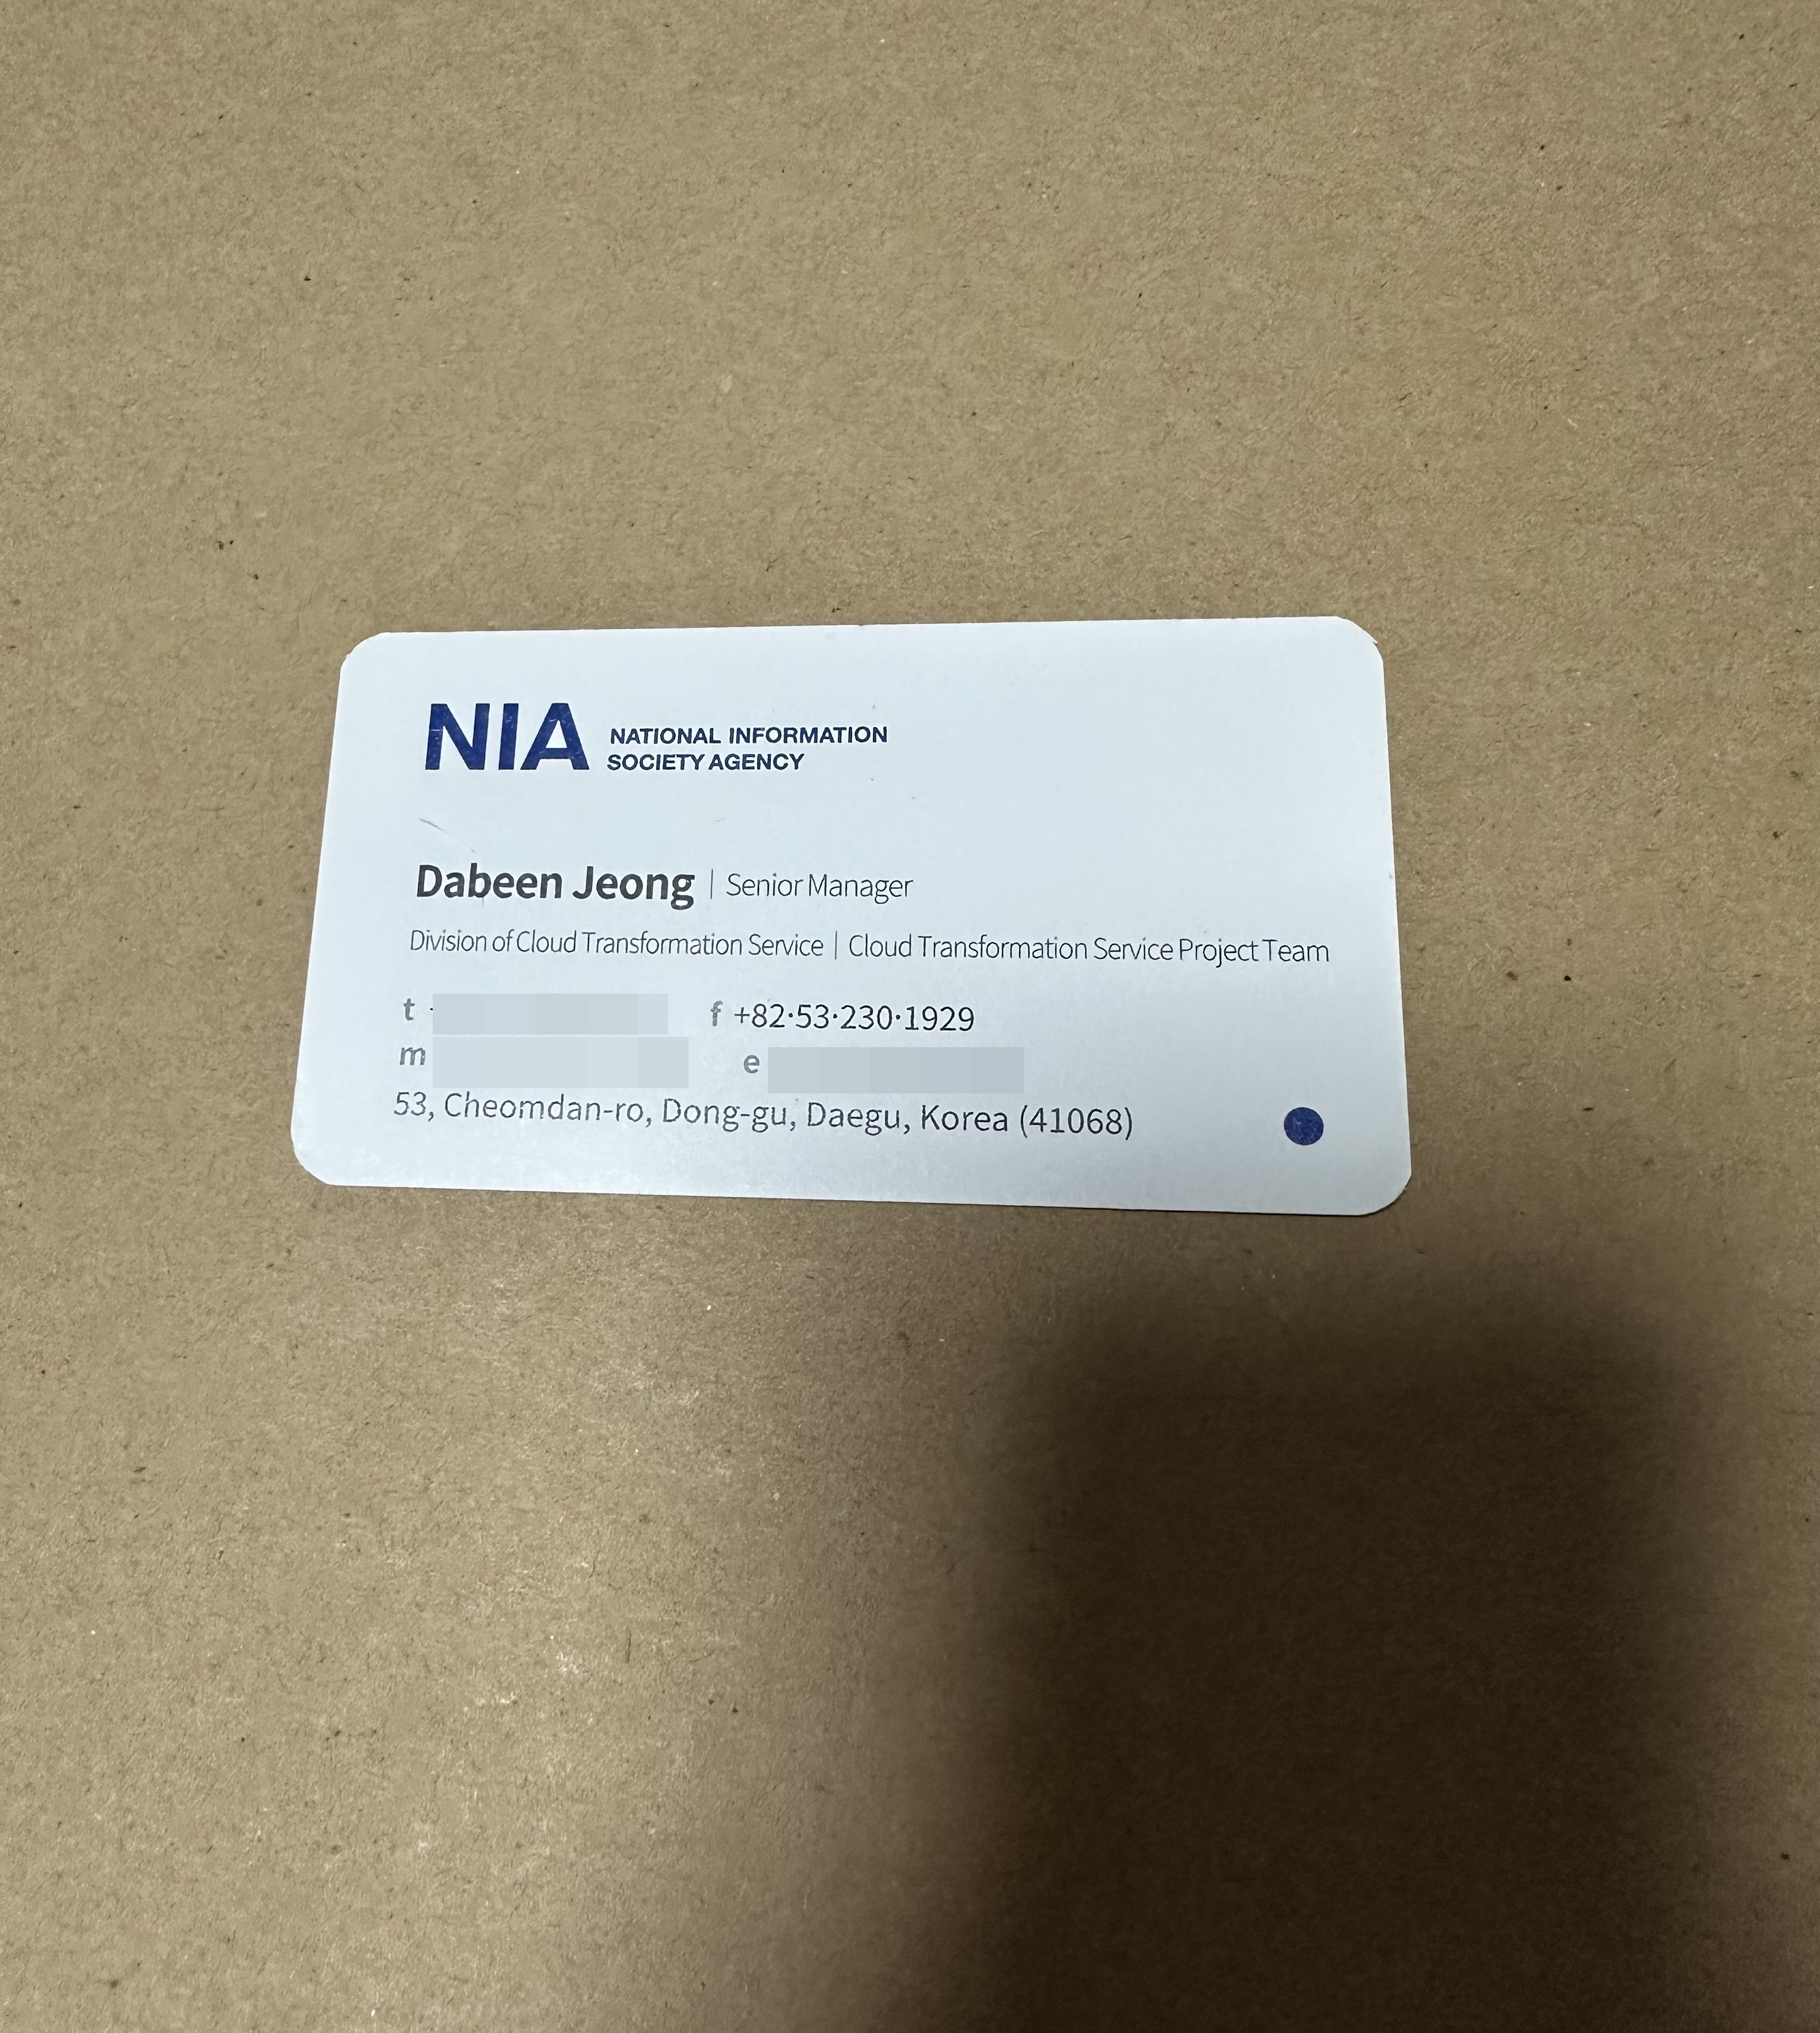 NIA NATIONAL INFORMATION
SOCIETY AGENCY
Dabeen Jeong | Senior Manager
Division of Cloud Transformation Service | Cloud Transformation Service Project Team
t f +82·53·230·1929
m e
53, Cheomdan-ro, Dong-gu, Daegu, Korea (41068)